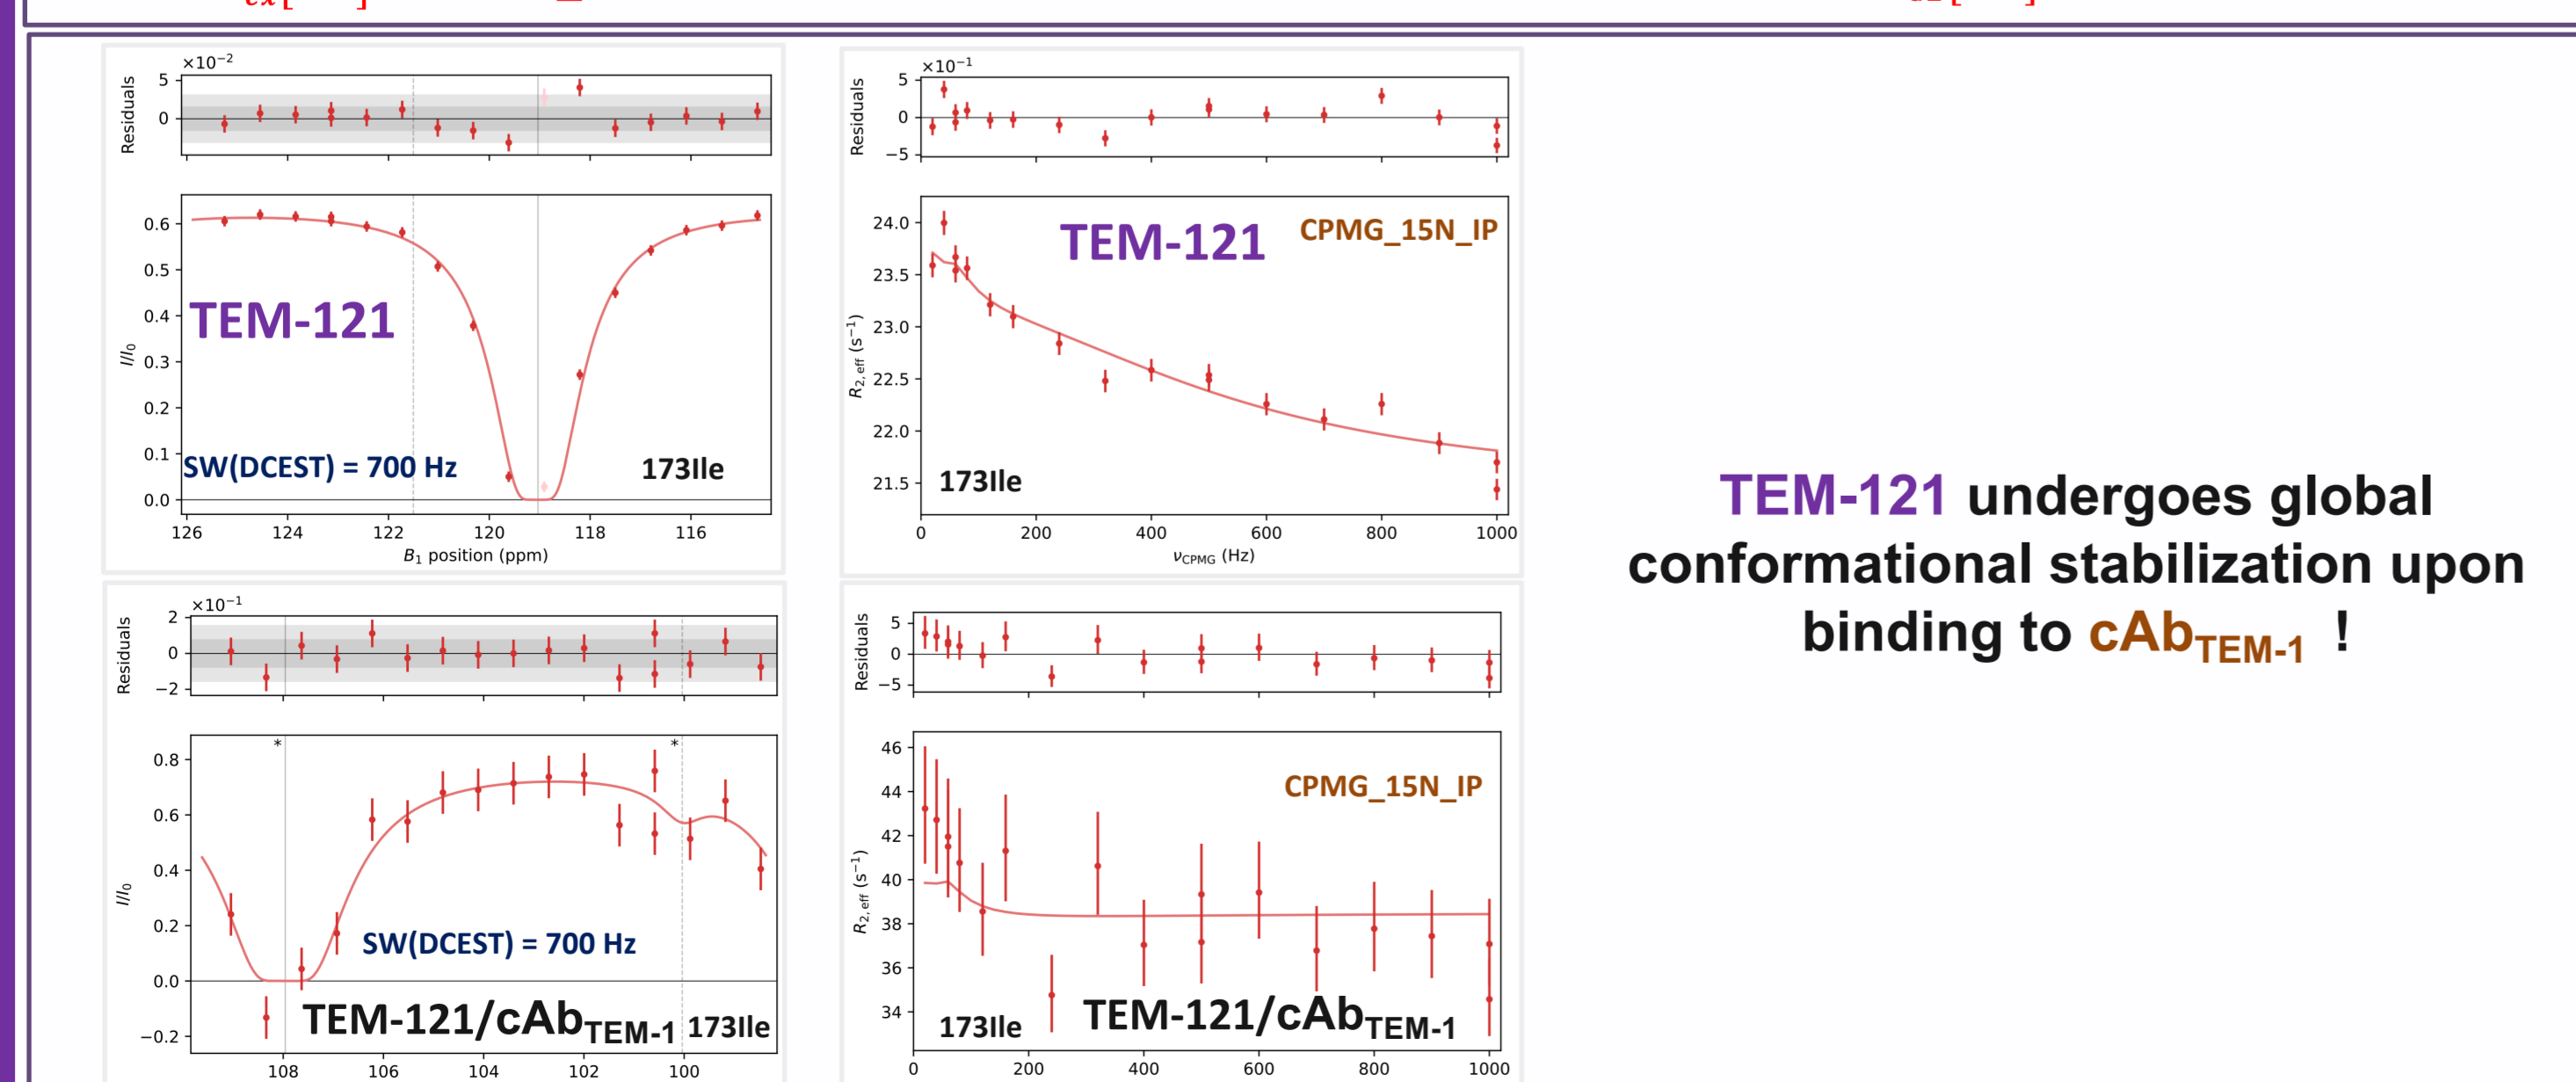 ×10⁻²
Residuals
5
0
I/I₀
0.6
0.5
0.4
0.3
0.2
0.1
0.0
TEM-121
SW(DCEST) = 700 Hz
173Ile
126 124 122 120 118 116
B₁ position (ppm)
×10⁻¹
Residuals
5
0
−5
R₂,eff (s⁻¹)
24.0
23.5
23.0
22.5
22.0
21.5
TEM-121
CPMG_15N_IP
173Ile
0 200 400 600 800 1000
νCPMG (Hz)
×10⁻¹
Residuals
2
0
−2
I/I₀
0.8
0.6
0.4
0.2
0.0
−0.2
* *
SW(DCEST) = 700 Hz
TEM-121/cAbTEM-1 173Ile
108 106 104 102 100
Residuals
5
0
−5
R₂,eff (s⁻¹)
46
44
42
40
38
36
34
CPMG_15N_IP
173Ile TEM-121/cAbTEM-1
0 200 400 600 800 1000
TEM-121 undergoes global
conformational stabilization upon
binding to cAbTEM-1 !